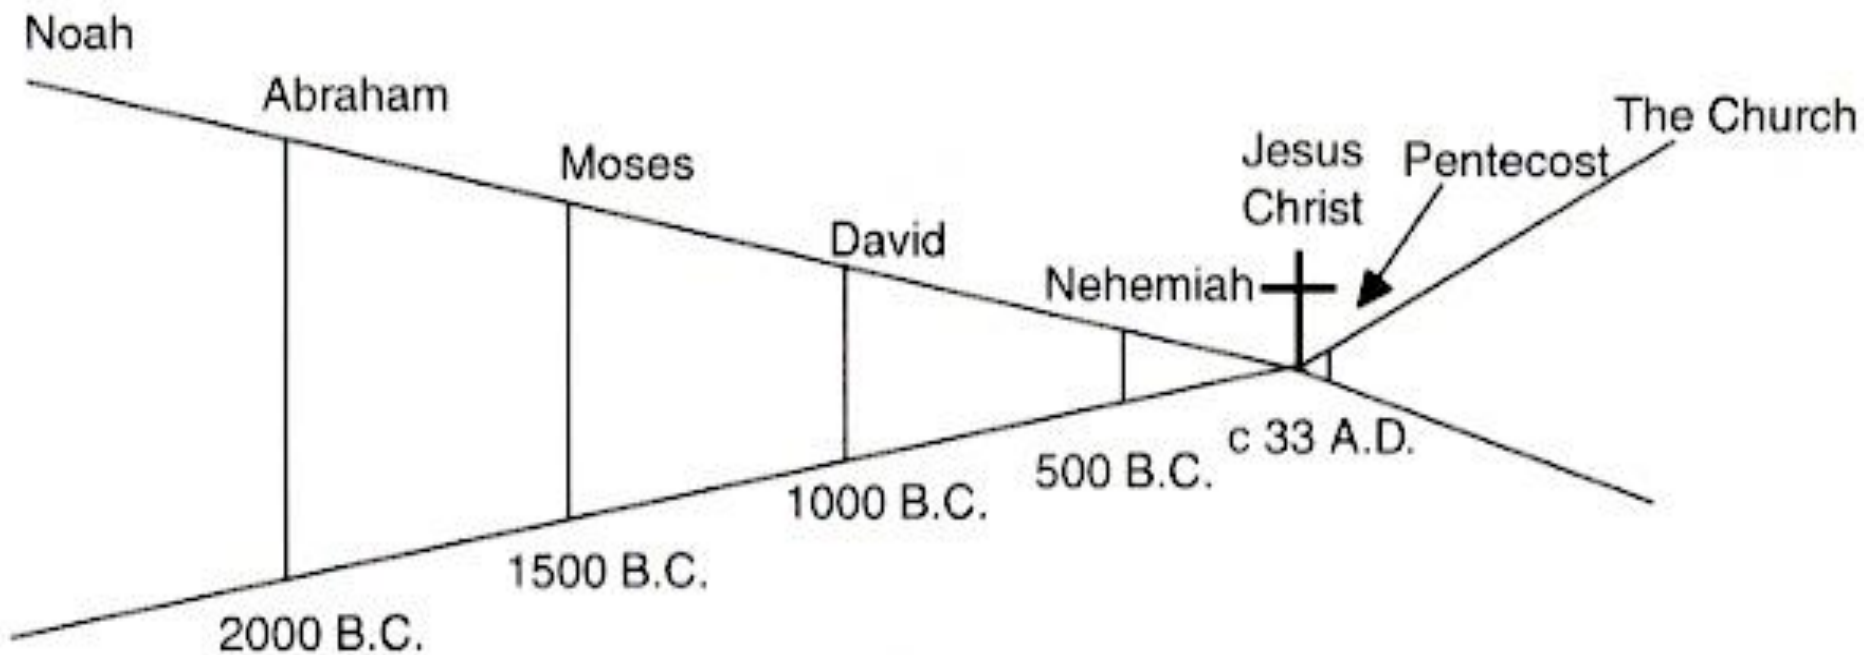 Noah
Abraham
Moses
David
Nehemiah
Jesus
Christ
Pentecost
The Church
2000 B.C.
1500 B.C.
1000 B.C.
500 B.C.
c 33 A.D.